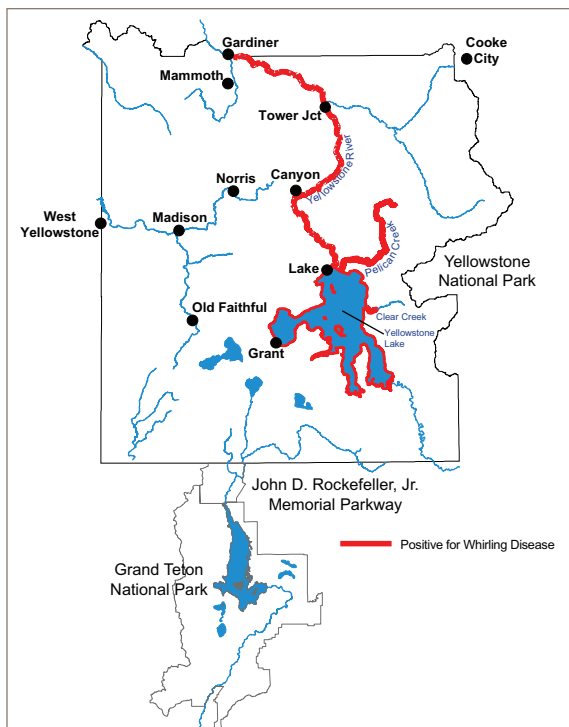 Gardiner
Cooke
City
Mammoth
Tower Jct
Yellowstone River
Norris
Canyon
West
Yellowstone
Madison
Pelican Creek
Lake
Yellowstone
National Park
Old Faithful
Clear Creek
Yellowstone
Lake
Grant
John D. Rockefeller, Jr.
Memorial Parkway
Positive for Whirling Disease
Grand Teton
National Park